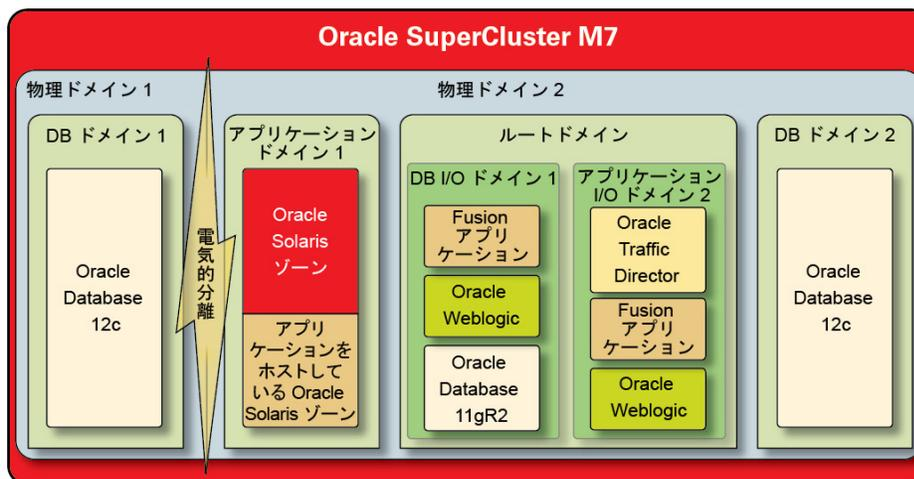 Oracle SuperCluster M7
物理ドメイン 1
物理ドメイン 2
DB ドメイン 1
Oracle
Database
12c
電気的分離
アプリケーション
ドメイン 1
Oracle
Solaris
ゾーン
アプリ
ケーションを
ホストして
いる Oracle
Solaris ゾーン
ルートドメイン
DB I/O ドメイン 1
Fusion
アプリ
ケーション
Oracle
Weblogic
Oracle
Database
11gR2
アプリケーション
I/O ドメイン 2
Oracle
Traffic
Director
Fusion
アプリ
ケーション
Oracle
Weblogic
DB ドメイン 2
Oracle
Database
12c